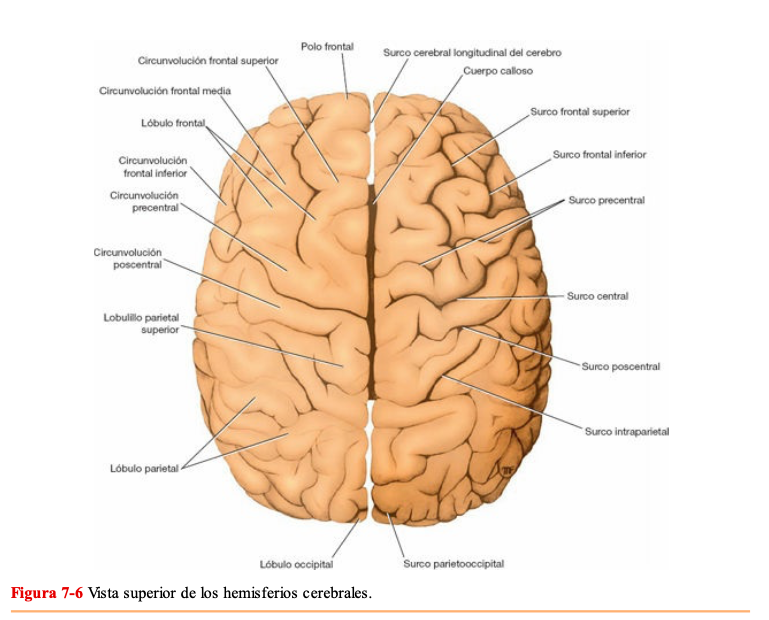 Polo frontal
Surco cerebral longitudinal del cerebro
Circunvolución frontal superior
Cuerpo calloso
Circunvolución frontal media
Surco frontal superior
Lóbulo frontal
Surco frontal inferior
Circunvolución
frontal inferior
Circunvolución
precentral
Surco precentral
Circunvolución
poscentral
Surco central
Lobulillo parietal
superior
Surco poscentral
Surco intraparietal
Lóbulo parietal
Lóbulo occipital
Surco parietooccipital
Figura 7-6 Vista superior de los hemisferios cerebrales.